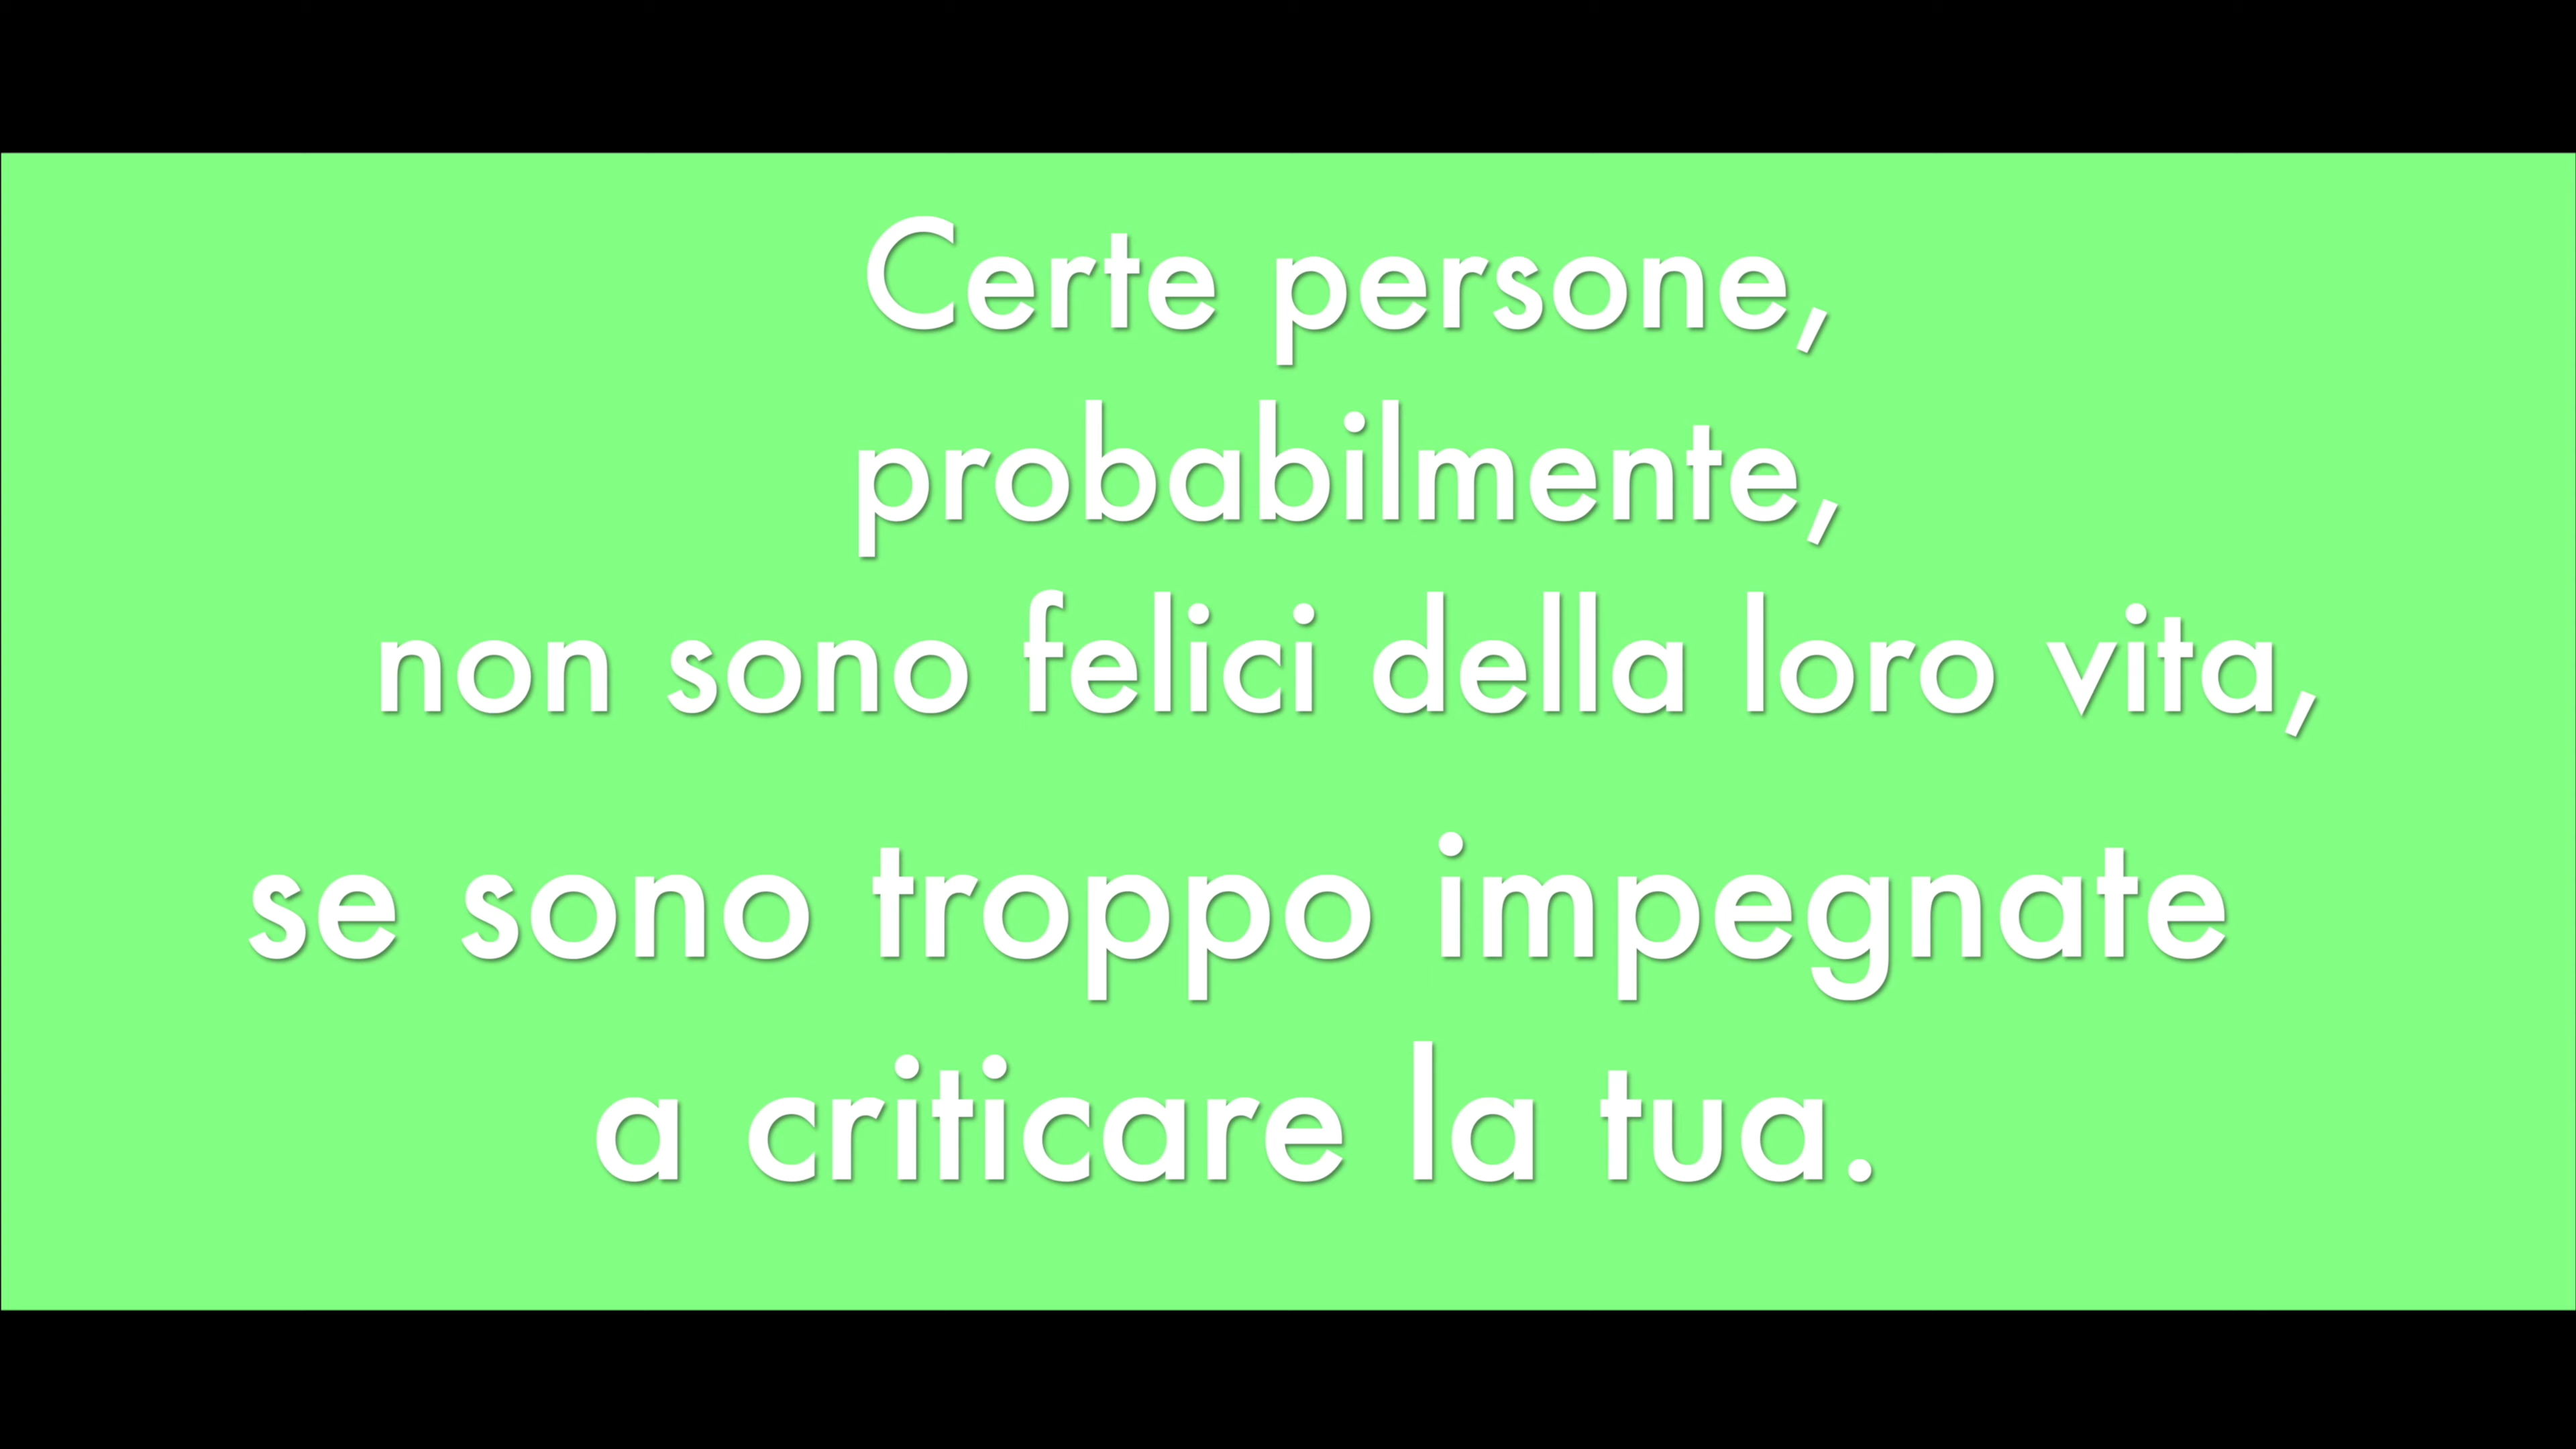 Certe persone,
probabilmente,
non sono felici della loro vita,
se sono troppo impegnate
a criticare la tua.